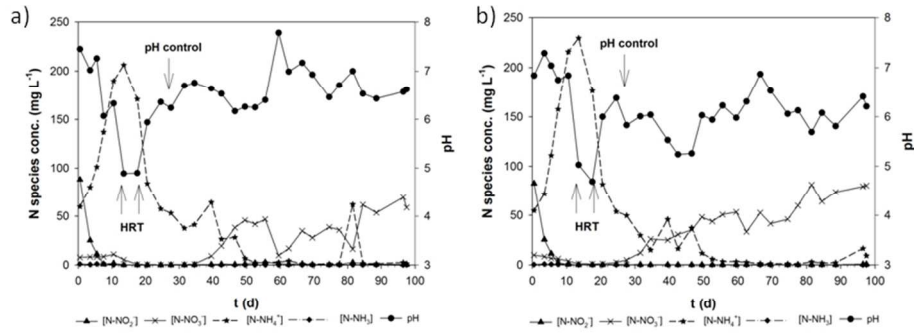 a)
N species conc. (mg L⁻¹)
250
200
150
100
50
0
pH control
HRT
8
7
6
5
4
3
pH
0 10 20 30 40 50 60 70 80 90 100
t (d)
[N-NO₂⁻] [N-NO₃⁻] [N-NH₄⁺] [N-NH₃] pH
b)
N species conc. (mg L⁻¹)
250
200
150
100
50
0
pH control
HRT
8
7
6
5
4
3
pH
0 10 20 30 40 50 60 70 80 90 100
t (d)
[N-NO₂⁻] [N-NO₃⁻] [N-NH₄⁺] [N-NH₃] pH